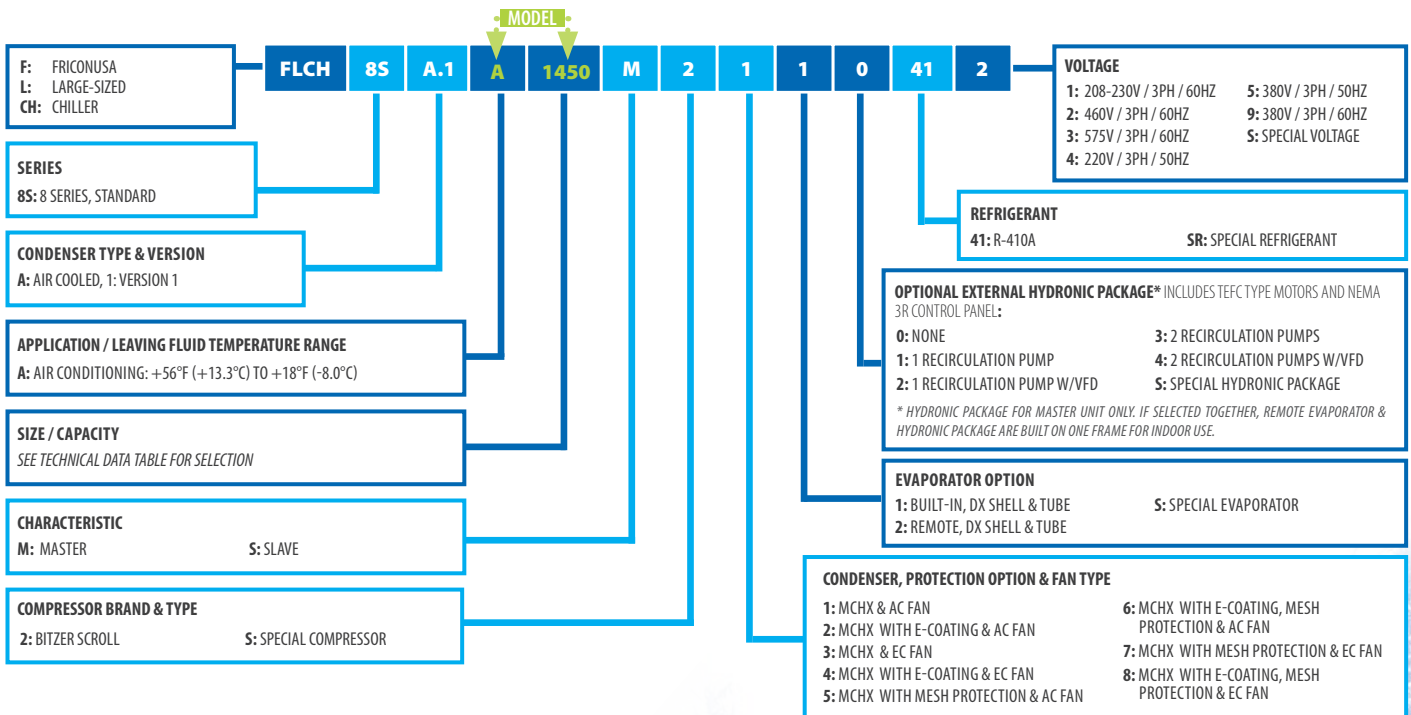 MODEL
FLCH 8S A.1 A 1450 M 2 1 1 0 41 2
F: FRICONUSA
L: LARGE-SIZED
CH: CHILLER
SERIES
8S: 8 SERIES, STANDARD
CONDENSER TYPE & VERSION
A: AIR COOLED, 1: VERSION 1
APPLICATION / LEAVING FLUID TEMPERATURE RANGE
A: AIR CONDITIONING: +56°F (+13.3°C) TO +18°F (-8.0°C)
SIZE / CAPACITY
SEE TECHNICAL DATA TABLE FOR SELECTION
CHARACTERISTIC
M: MASTER S: SLAVE
COMPRESSOR BRAND & TYPE
2: BITZER SCROLL S: SPECIAL COMPRESSOR
VOLTAGE
1: 208-230V / 3PH / 60HZ 5: 380V / 3PH / 50HZ
2: 460V / 3PH / 60HZ 9: 380V / 3PH / 60HZ
3: 575V / 3PH / 60HZ S: SPECIAL VOLTAGE
4: 220V / 3PH / 50HZ
REFRIGERANT
41: R-410A SR: SPECIAL REFRIGERANT
OPTIONAL EXTERNAL HYDRONIC PACKAGE* INCLUDES TEFC TYPE MOTORS AND NEMA
3R CONTROL PANEL:
0: NONE 3: 2 RECIRCULATION PUMPS
1: 1 RECIRCULATION PUMP 4: 2 RECIRCULATION PUMPS W/VFD
2: 1 RECIRCULATION PUMP W/VFD S: SPECIAL HYDRONIC PACKAGE
* HYDRONIC PACKAGE FOR MASTER UNIT ONLY. IF SELECTED TOGETHER, REMOTE EVAPORATOR &
HYDRONIC PACKAGE ARE BUILT ON ONE FRAME FOR INDOOR USE.
EVAPORATOR OPTION
1: BUILT-IN, DX SHELL & TUBE S: SPECIAL EVAPORATOR
2: REMOTE, DX SHELL & TUBE
CONDENSER, PROTECTION OPTION & FAN TYPE
1: MCHX & AC FAN
2: MCHX WITH E-COATING & AC FAN
3: MCHX & EC FAN
4: MCHX WITH E-COATING & EC FAN
5: MCHX WITH MESH PROTECTION & AC FAN
6: MCHX WITH E-COATING, MESH
PROTECTION & AC FAN
7: MCHX WITH MESH PROTECTION & EC FAN
8: MCHX WITH E-COATING, MESH
PROTECTION & EC FAN